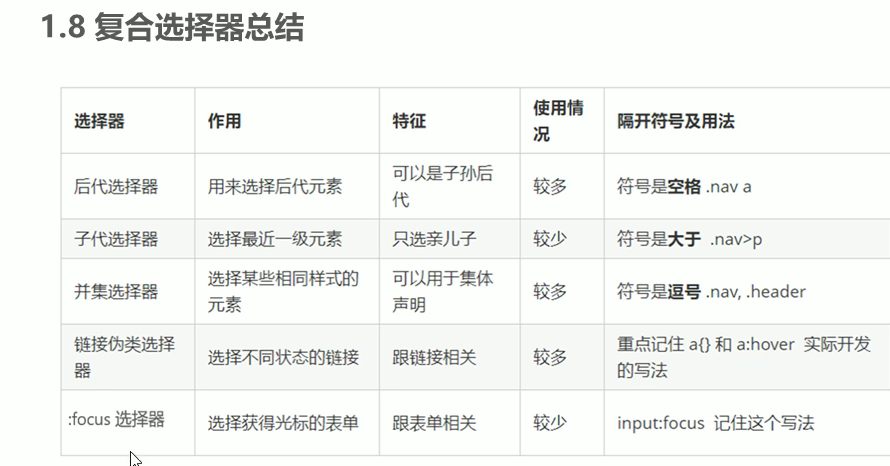 1.8 复合选择器总结
选择器 作用 特征 使用情况 隔开符号及用法
后代选择器 用来选择后代元素 可以是子孙后代 较多 符号是空格 .nav a
子代选择器 选择最近一级元素 只选亲儿子 较少 符号是大于 .nav>p
并集选择器 选择某些相同样式的元素 可以用于集体声明 较多 符号是逗号 .nav, .header
链接伪类选择器 选择不同状态的链接 跟链接相关 较多 重点记住 a{} 和 a:hover 实际开发的写法
:focus 选择器 选择获得光标的表单 跟表单相关 较少 input:focus 记住这个写法